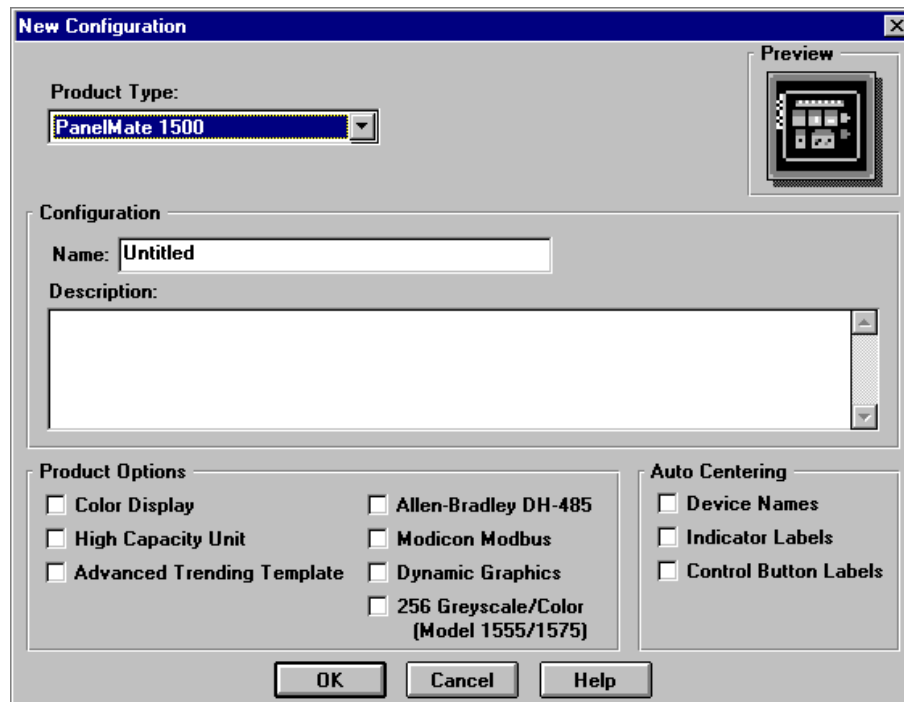 New Configuration
Preview
Product Type:
PanelMate 1500
Configuration
Name: Untitled
Description:
Product Options
Color Display
High Capacity Unit
Advanced Trending Template
Allen-Bradley DH-485
Modicon Modbus
Dynamic Graphics
256 Greyscale/Color
(Model 1555/1575)
Auto Centering
Device Names
Indicator Labels
Control Button Labels
OK
Cancel
Help